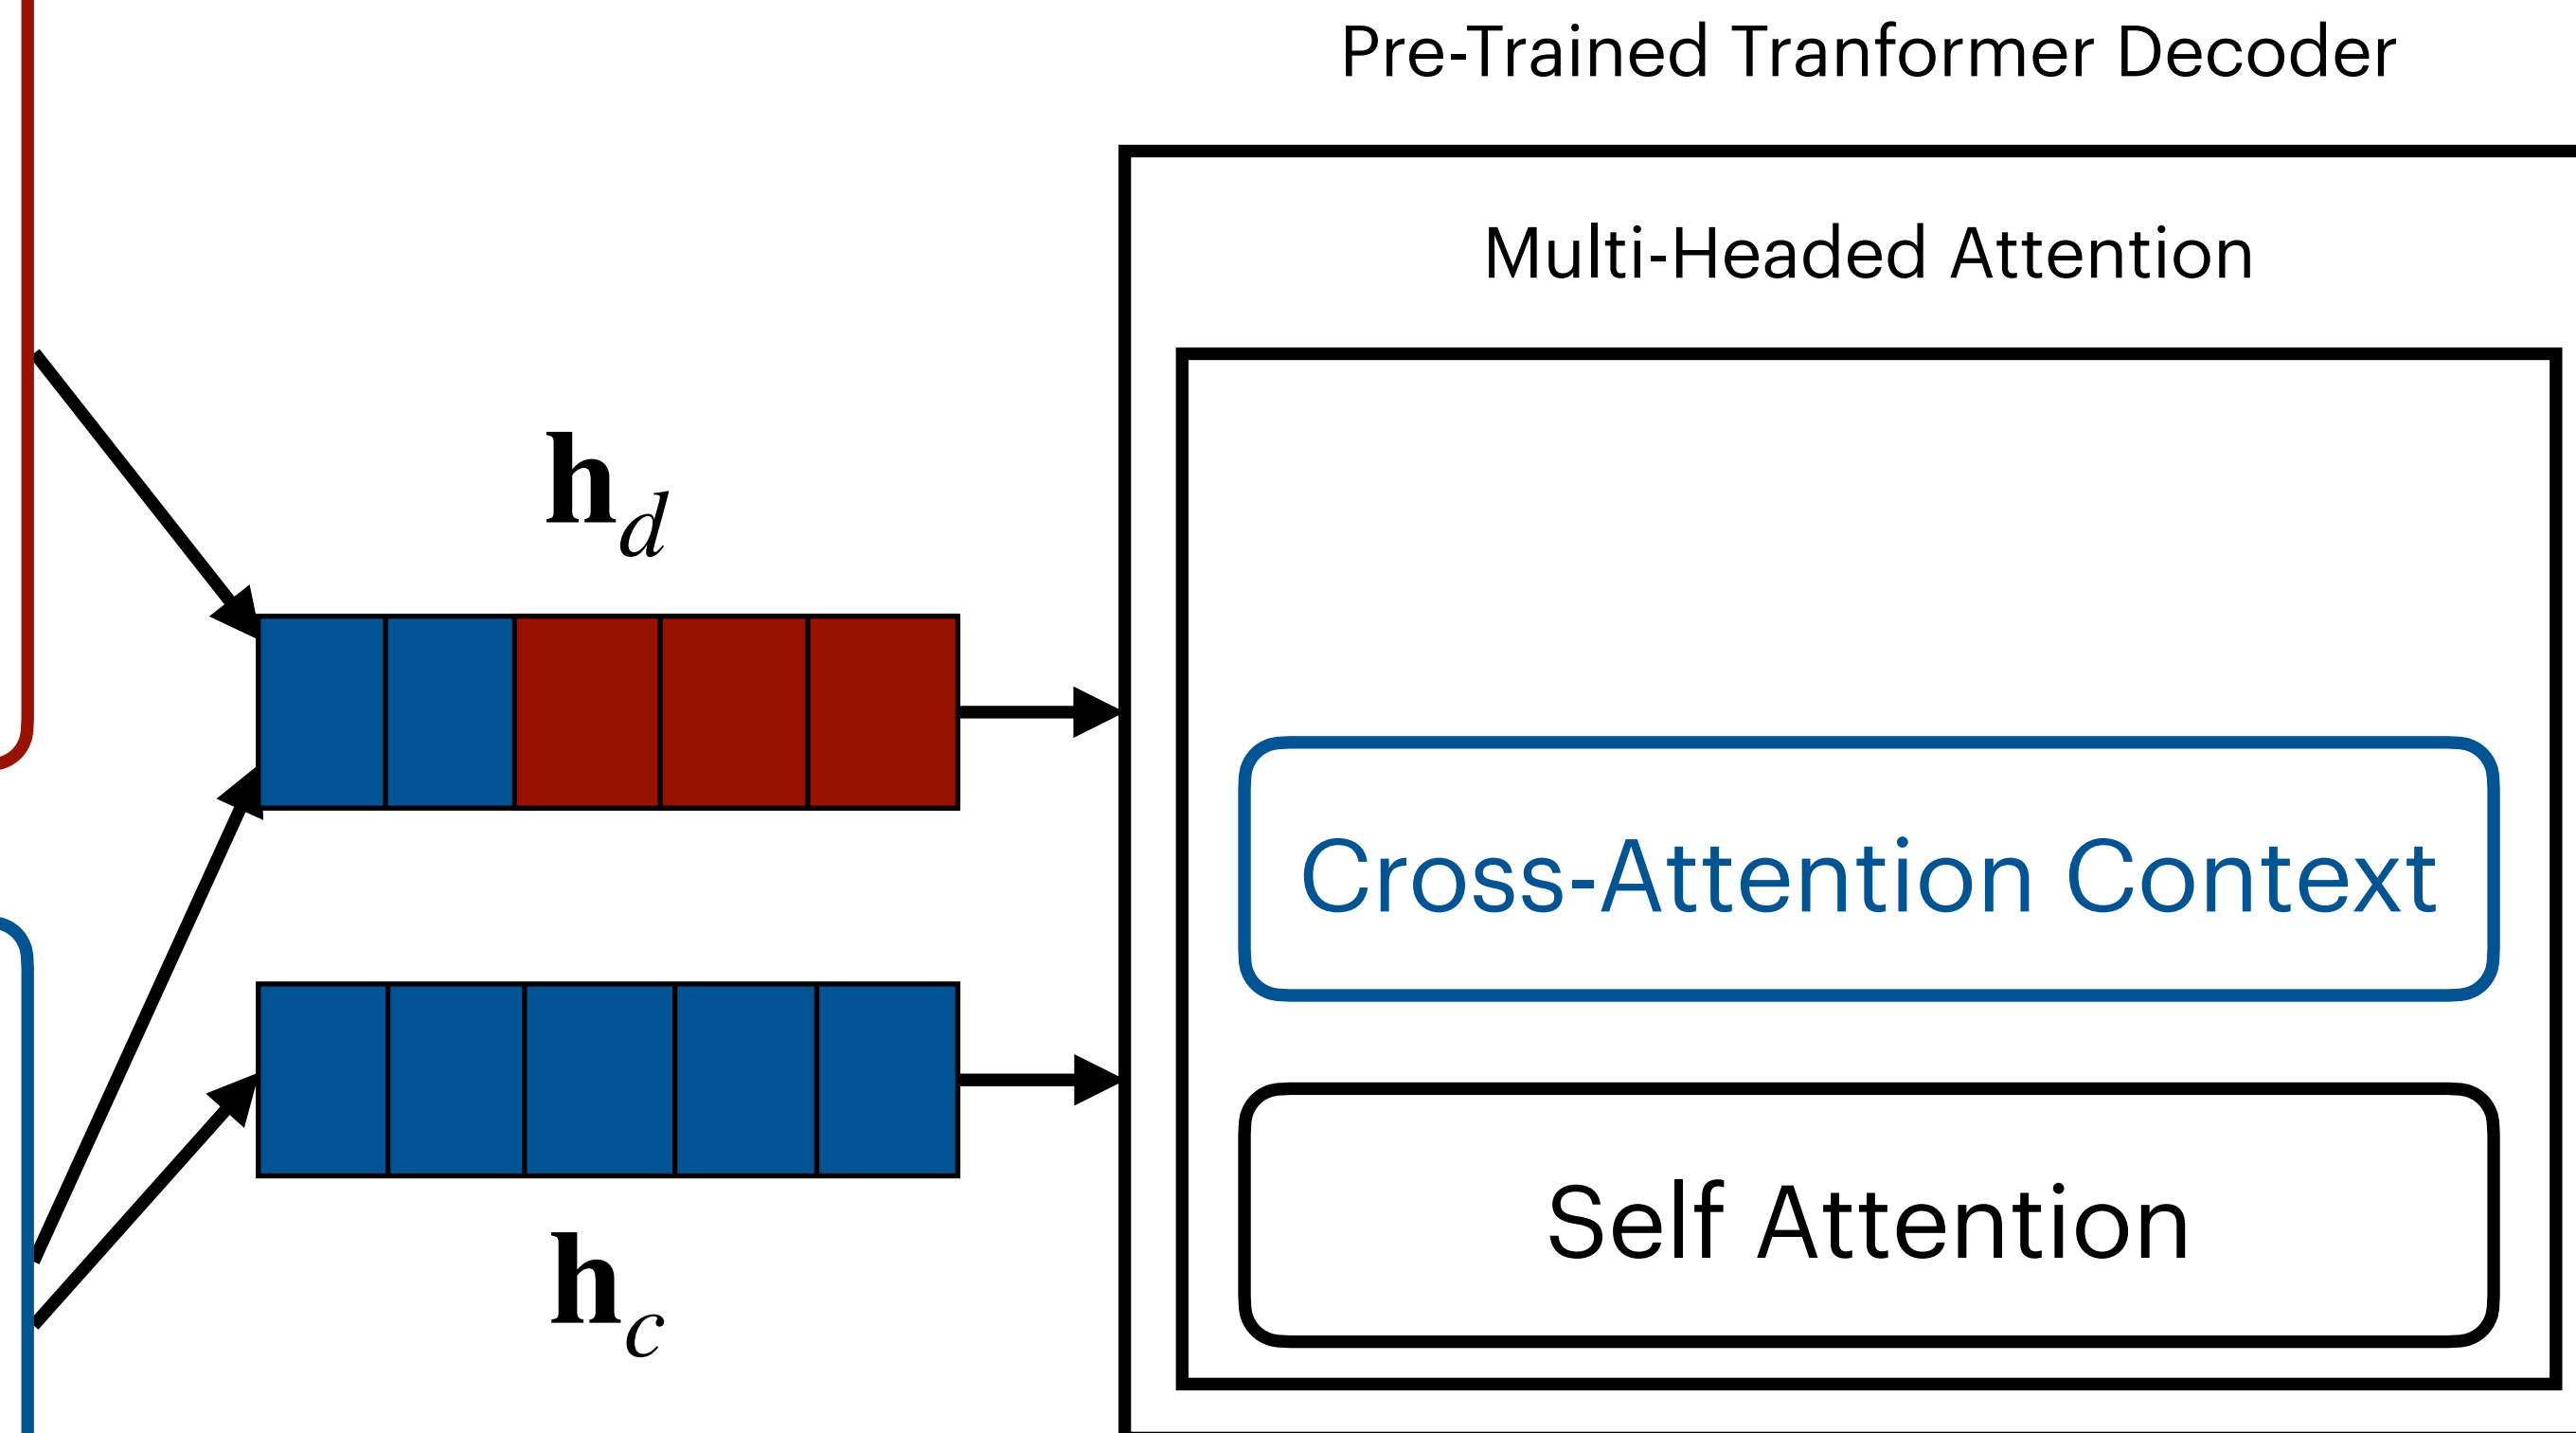 Pre-Trained Tranformer Decoder
Multi-Headed Attention
h_d
Cross-Attention Context
h_c
Self Attention